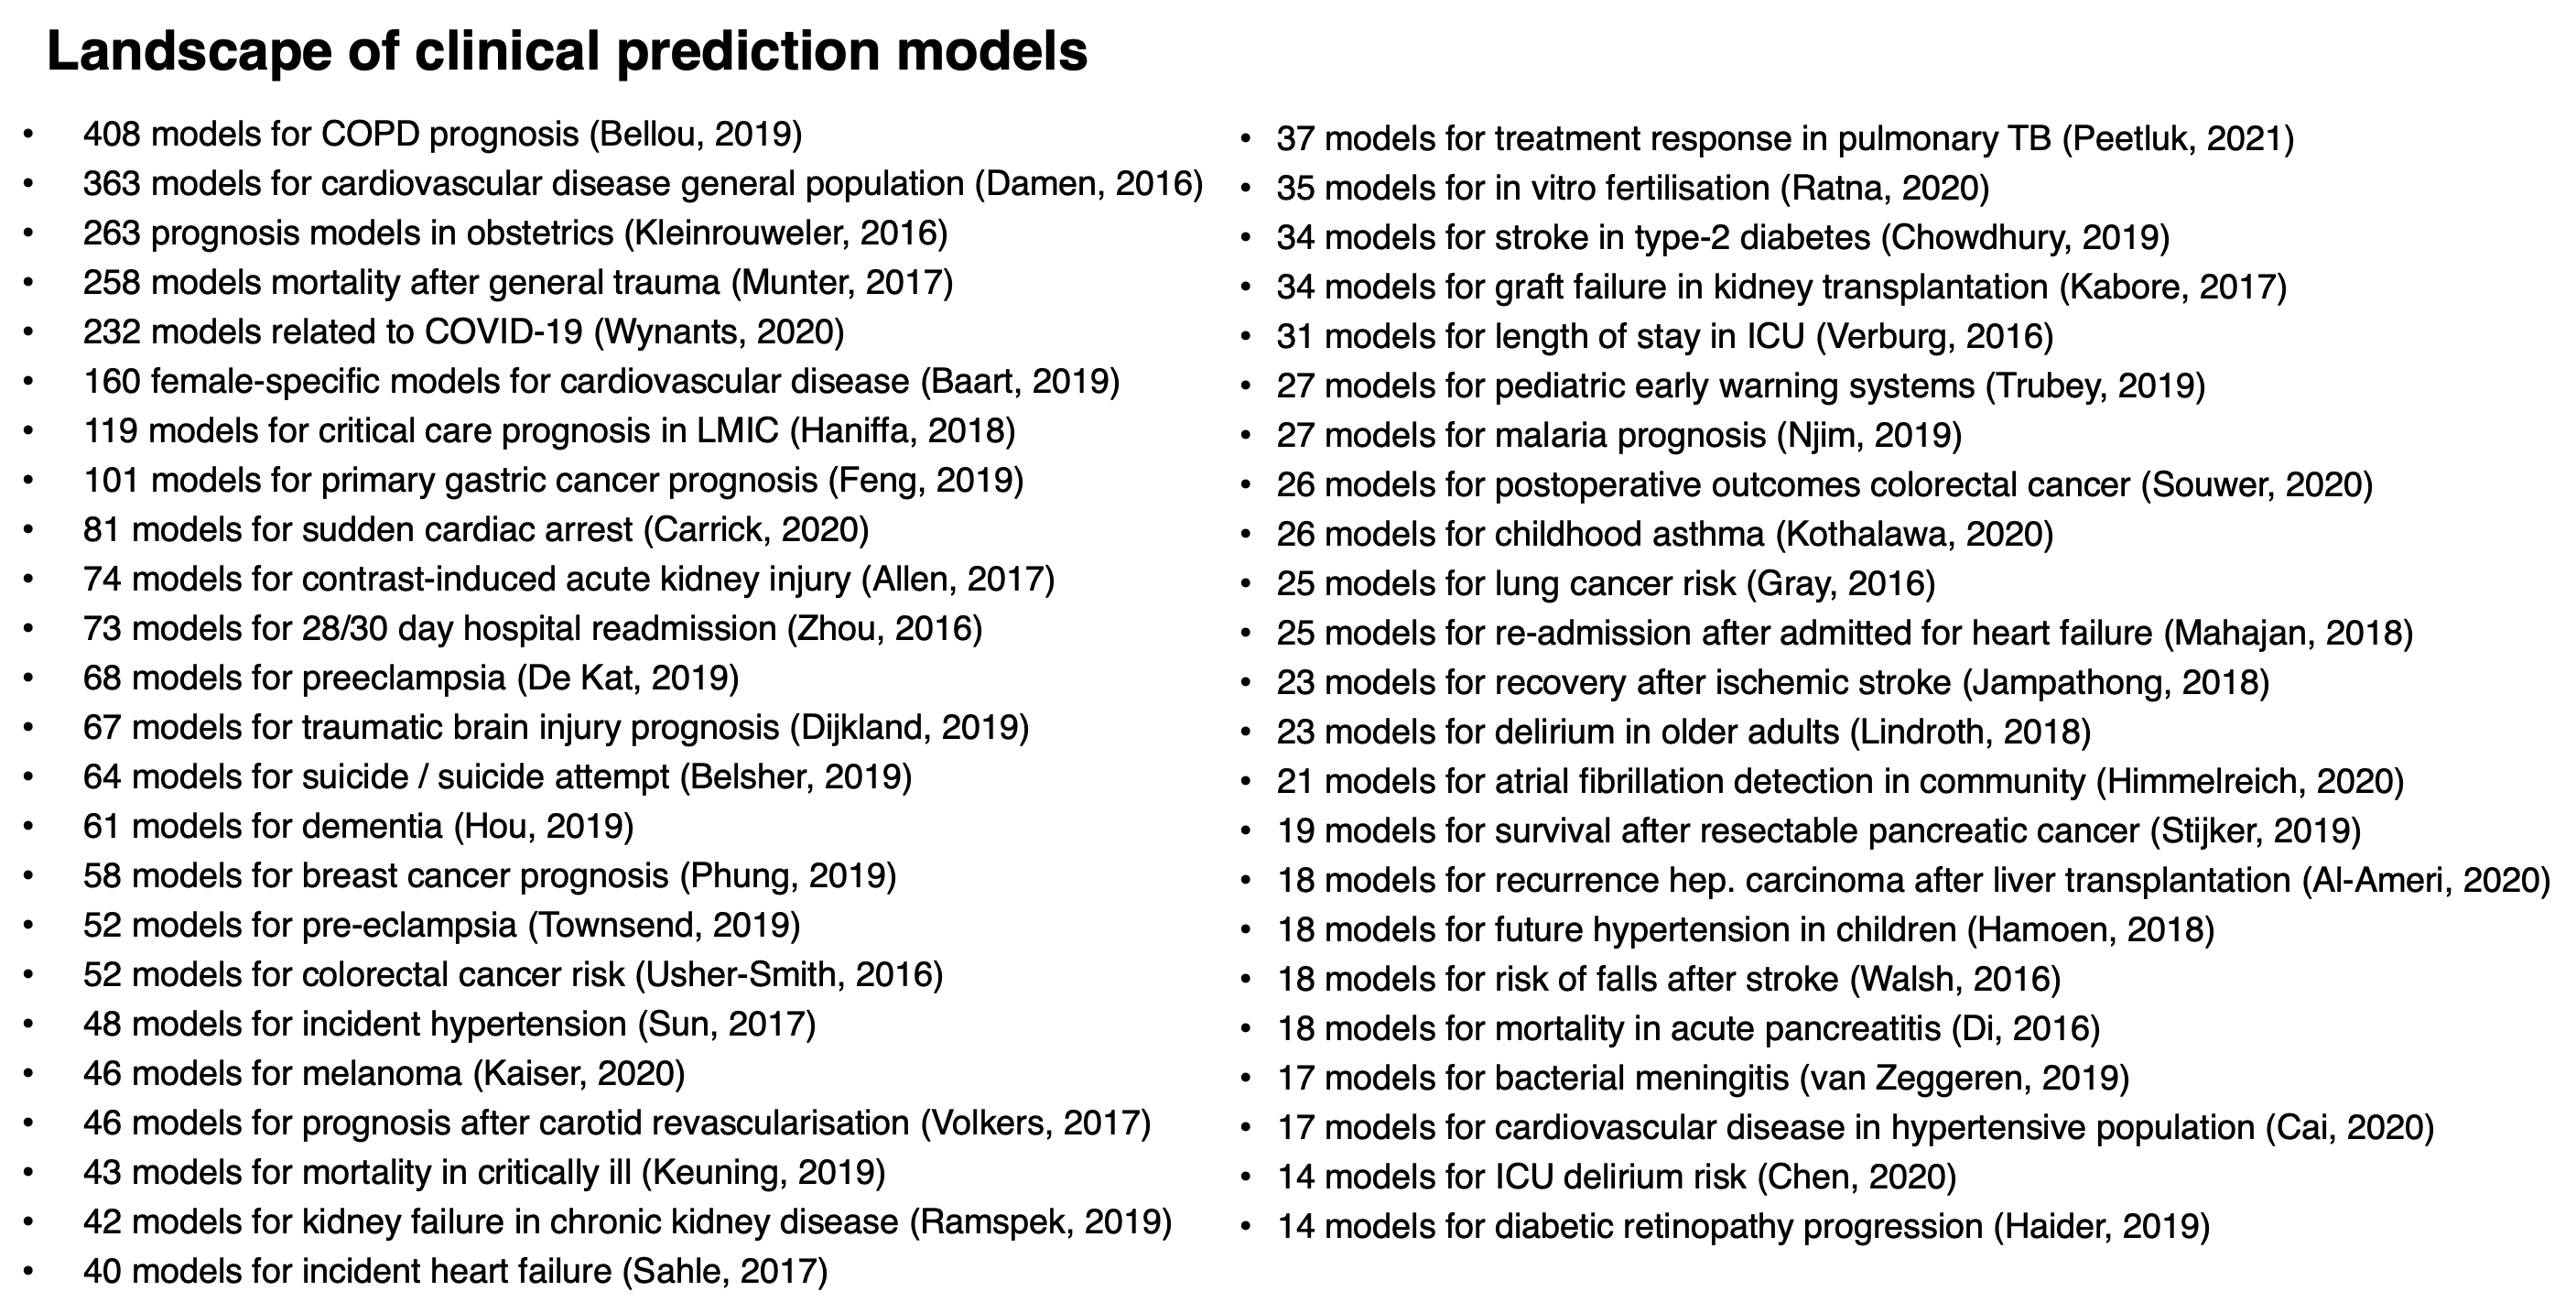 Landscape of clinical prediction models
• 408 models for COPD prognosis (Bellou, 2019)
• 363 models for cardiovascular disease general population (Damen, 2016)
• 263 prognosis models in obstetrics (Kleinrouweler, 2016)
• 258 models mortality after general trauma (Munter, 2017)
• 232 models related to COVID-19 (Wynants, 2020)
• 160 female-specific models for cardiovascular disease (Baart, 2019)
• 119 models for critical care prognosis in LMIC (Haniffa, 2018)
• 101 models for primary gastric cancer prognosis (Feng, 2019)
• 81 models for sudden cardiac arrest (Carrick, 2020)
• 74 models for contrast-induced acute kidney injury (Allen, 2017)
• 73 models for 28/30 day hospital readmission (Zhou, 2016)
• 68 models for preeclampsia (De Kat, 2019)
• 67 models for traumatic brain injury prognosis (Dijkland, 2019)
• 64 models for suicide / suicide attempt (Belsher, 2019)
• 61 models for dementia (Hou, 2019)
• 58 models for breast cancer prognosis (Phung, 2019)
• 52 models for pre-eclampsia (Townsend, 2019)
• 52 models for colorectal cancer risk (Usher-Smith, 2016)
• 48 models for incident hypertension (Sun, 2017)
• 46 models for melanoma (Kaiser, 2020)
• 46 models for prognosis after carotid revascularisation (Volkers, 2017)
• 43 models for mortality in critically ill (Keuning, 2019)
• 42 models for kidney failure in chronic kidney disease (Ramspek, 2019)
• 40 models for incident heart failure (Sahle, 2017)
• 37 models for treatment response in pulmonary TB (Peetluk, 2021)
• 35 models for in vitro fertilisation (Ratna, 2020)
• 34 models for stroke in type-2 diabetes (Chowdhury, 2019)
• 34 models for graft failure in kidney transplantation (Kabore, 2017)
• 31 models for length of stay in ICU (Verburg, 2016)
• 27 models for pediatric early warning systems (Trubey, 2019)
• 27 models for malaria prognosis (Njim, 2019)
• 26 models for postoperative outcomes colorectal cancer (Souwer, 2020)
• 26 models for childhood asthma (Kothalawa, 2020)
• 25 models for lung cancer risk (Gray, 2016)
• 25 models for re-admission after admitted for heart failure (Mahajan, 2018)
• 23 models for recovery after ischemic stroke (Jampathong, 2018)
• 23 models for delirium in older adults (Lindroth, 2018)
• 21 models for atrial fibrillation detection in community (Himmelreich, 2020)
• 19 models for survival after resectable pancreatic cancer (Stijker, 2019)
• 18 models for recurrence hep. carcinoma after liver transplantation (Al-Ameri, 2020)
• 18 models for future hypertension in children (Hamoen, 2018)
• 18 models for risk of falls after stroke (Walsh, 2016)
• 18 models for mortality in acute pancreatitis (Di, 2016)
• 17 models for bacterial meningitis (van Zeggeren, 2019)
• 17 models for cardiovascular disease in hypertensive population (Cai, 2020)
• 14 models for ICU delirium risk (Chen, 2020)
• 14 models for diabetic retinopathy progression (Haider, 2019)